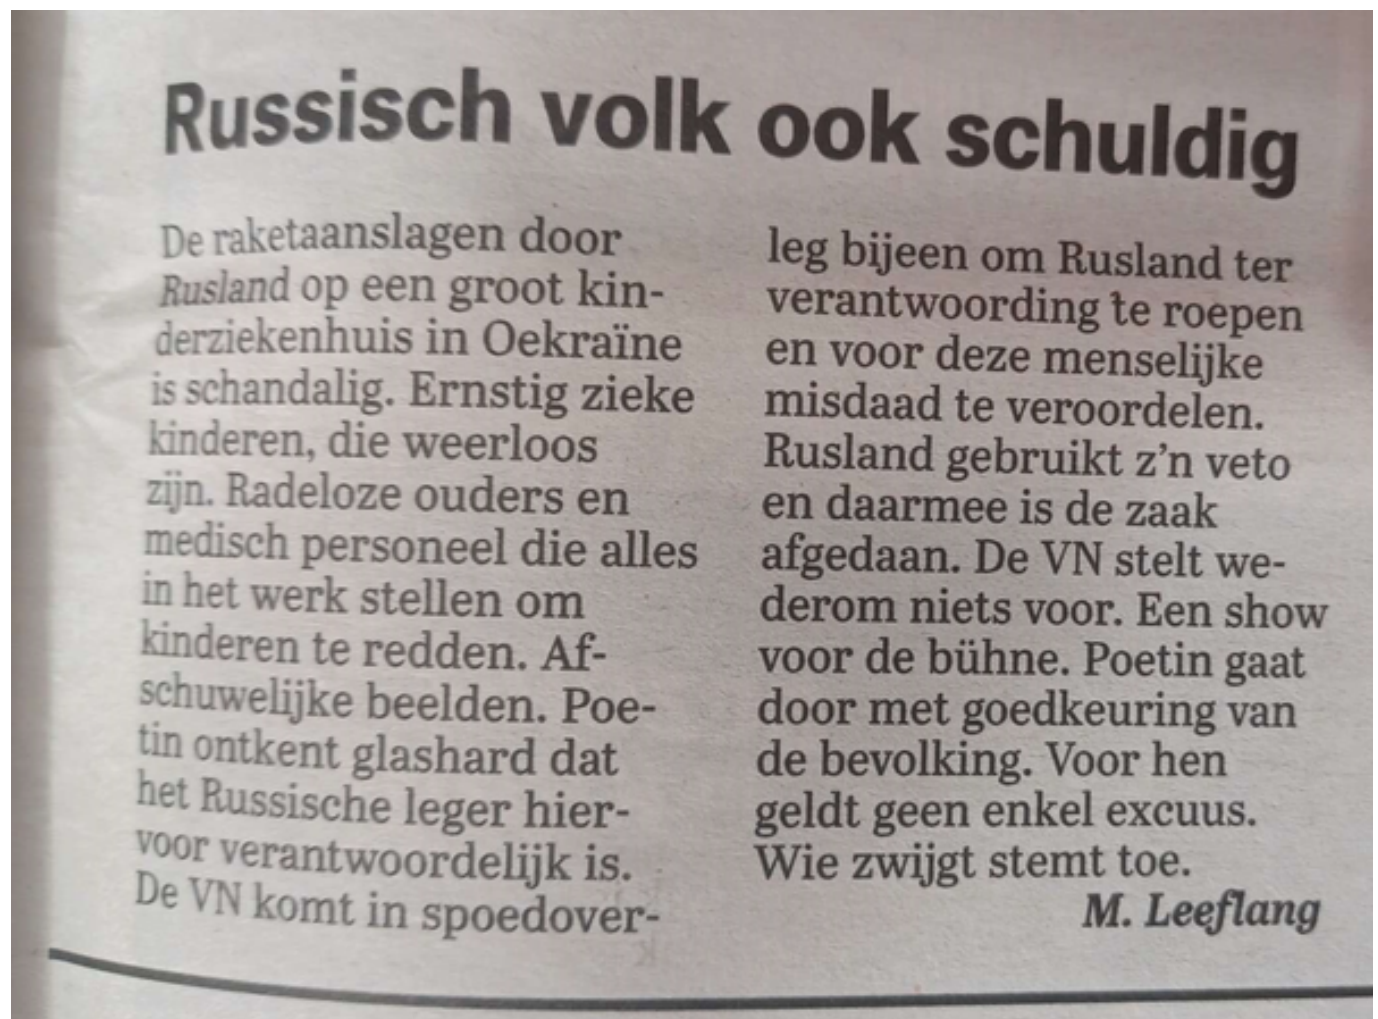 Russisch volk ook schuldig
De raketaanslagen door
Rusland op een groot kin-
derziekenhuis in Oekraïne
is schandalig. Ernstig zieke
kinderen, die weerloos
zijn. Radeloze ouders en
medisch personeel die alles
in het werk stellen om
kinderen te redden. Af-
schuwelijke beelden. Poe-
tin ontkent glashard dat
het Russische leger hier-
voor verantwoordelijk is.
De VN komt in spoedover-
leg bijeen om Rusland ter
verantwoording te roepen
en voor deze menselijke
misdaad te veroordelen.
Rusland gebruikt z'n veto
en daarmee is de zaak
afgedaan. De VN stelt we-
derom niets voor. Een show
voor de bühne. Poetin gaat
door met goedkeuring van
de bevolking. Voor hen
geldt geen enkel excuus.
Wie zwijgt stemt toe.
M. Leeflang